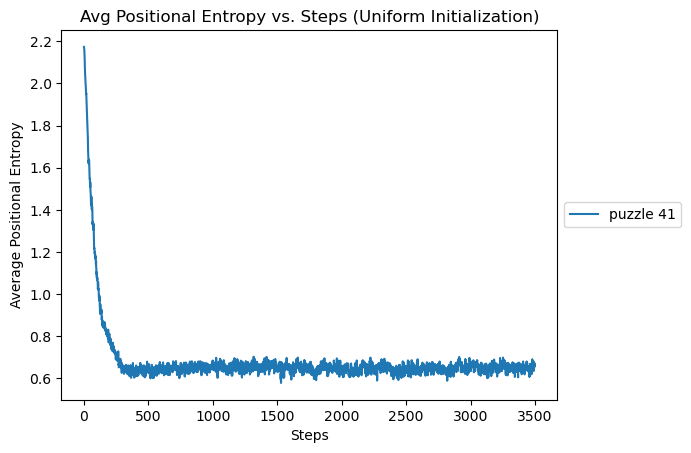 Avg Positional Entropy vs. Steps (Uniform Initialization)
2.2
2.0
1.8
1.6
1.4
1.2
1.0
0.8
0.6
Average Positional Entropy
puzzle 41
0 500 1000 1500 2000 2500 3000 3500
Steps